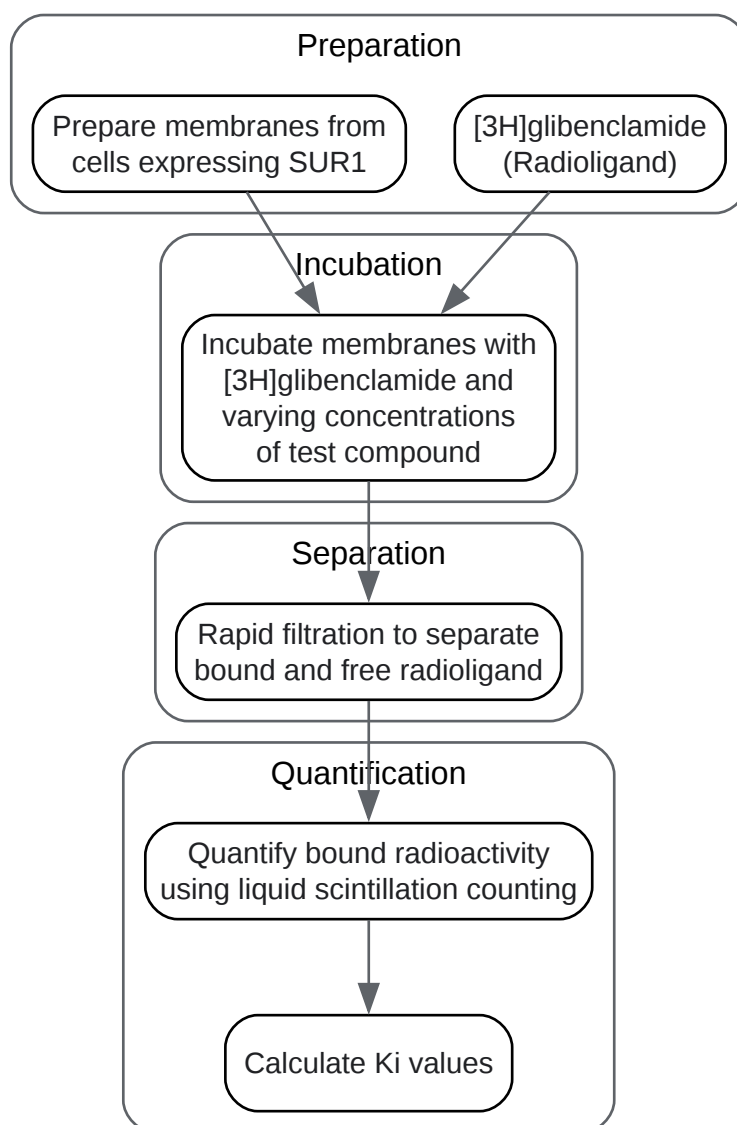 Preparation
Prepare membranes from
cells expressing SUR1
[3H]glibenclamide
(Radioligand)
Incubation
Incubate membranes with
[3H]glibenclamide and
varying concentrations
of test compound
Separation
Rapid filtration to separate
bound and free radioligand
Quantification
Quantify bound radioactivity
using liquid scintillation counting
Calculate Ki values